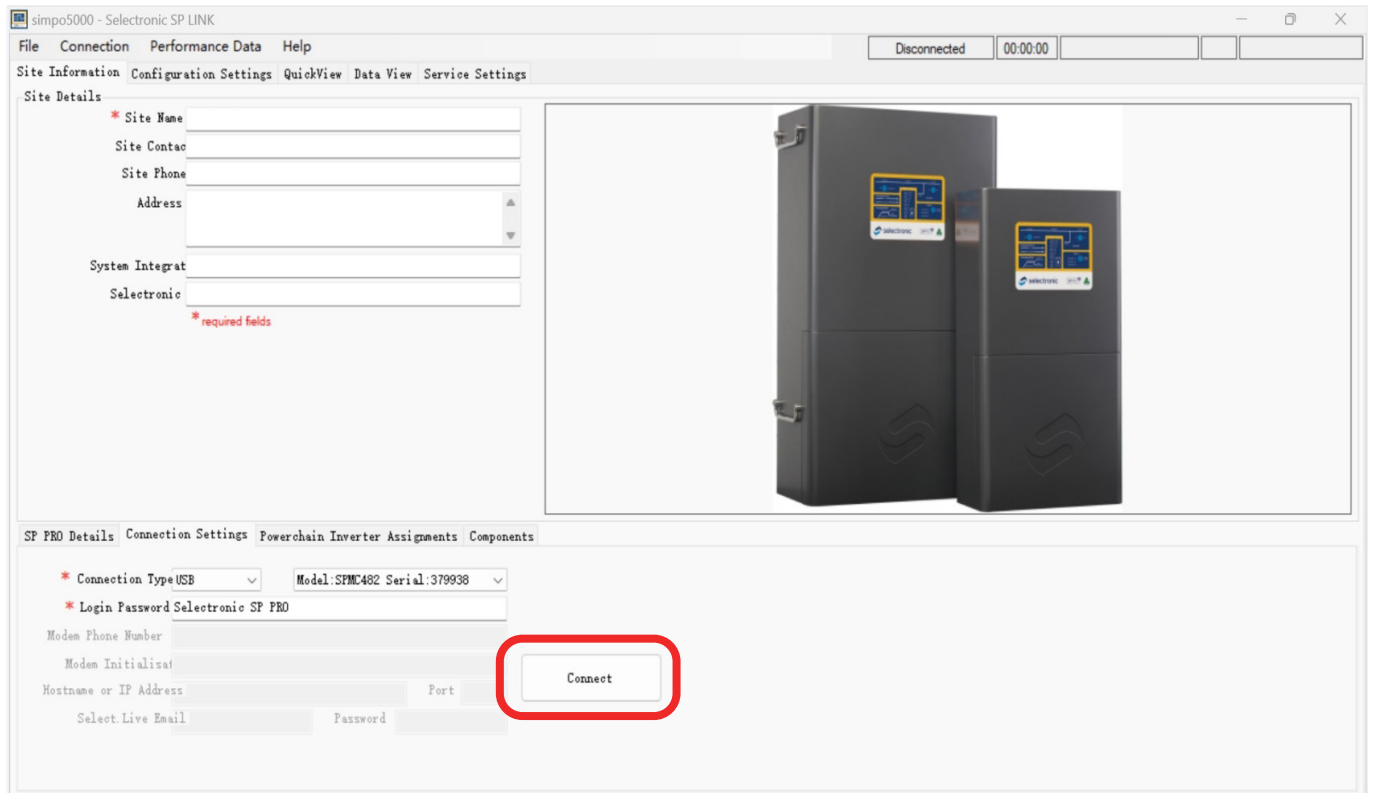 simpo5000 - Selectronic SP LINK
File Connection Performance Data Help Disconnected 00:00:00
Site Information Configuration Settings QuickView Data View Service Settings
Site Details
* Site Name
Site Contac
Site Phone
Address
System Integrat
Selectronic
* required fields
selectronic
selectronic
SP PRO Details Connection Settings Powerchain Inverter Assignments Components
* Connection Type USB Model:SPMC482 Serial:379938
* Login Password Selectronic SP PRO
Modem Phone Number
Modem Initialisat
Connect
Hostname or IP Address Port
Select.Live Email Password